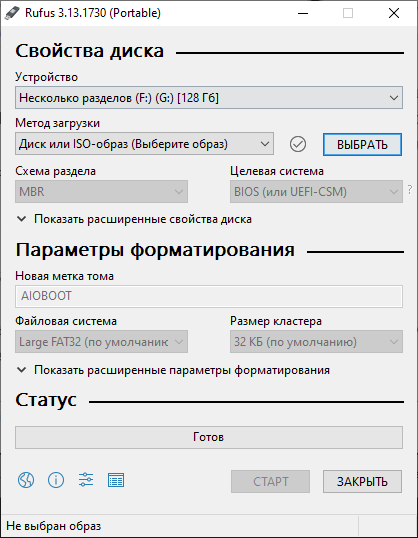 Rufus 3.13.1730 (Portable)
Свойства диска
Устройство
Несколько разделов (F:) (G:) [128 Гб]
Метод загрузки
Диск или ISO-образ (Выберите образ)
ВЫБРАТЬ
Схема раздела
Целевая система
MBR
BIOS (или UEFI-CSM)
?
Показать расширенные свойства диска
Параметры форматирования
Новая метка тома
AIOBOOT
Файловая система
Размер кластера
Large FAT32 (по умолчанию
32 КБ (по умолчанию)
Показать расширенные параметры форматирования
Статус
Готов
СТАРТ
ЗАКРЫТЬ
Не выбран образ